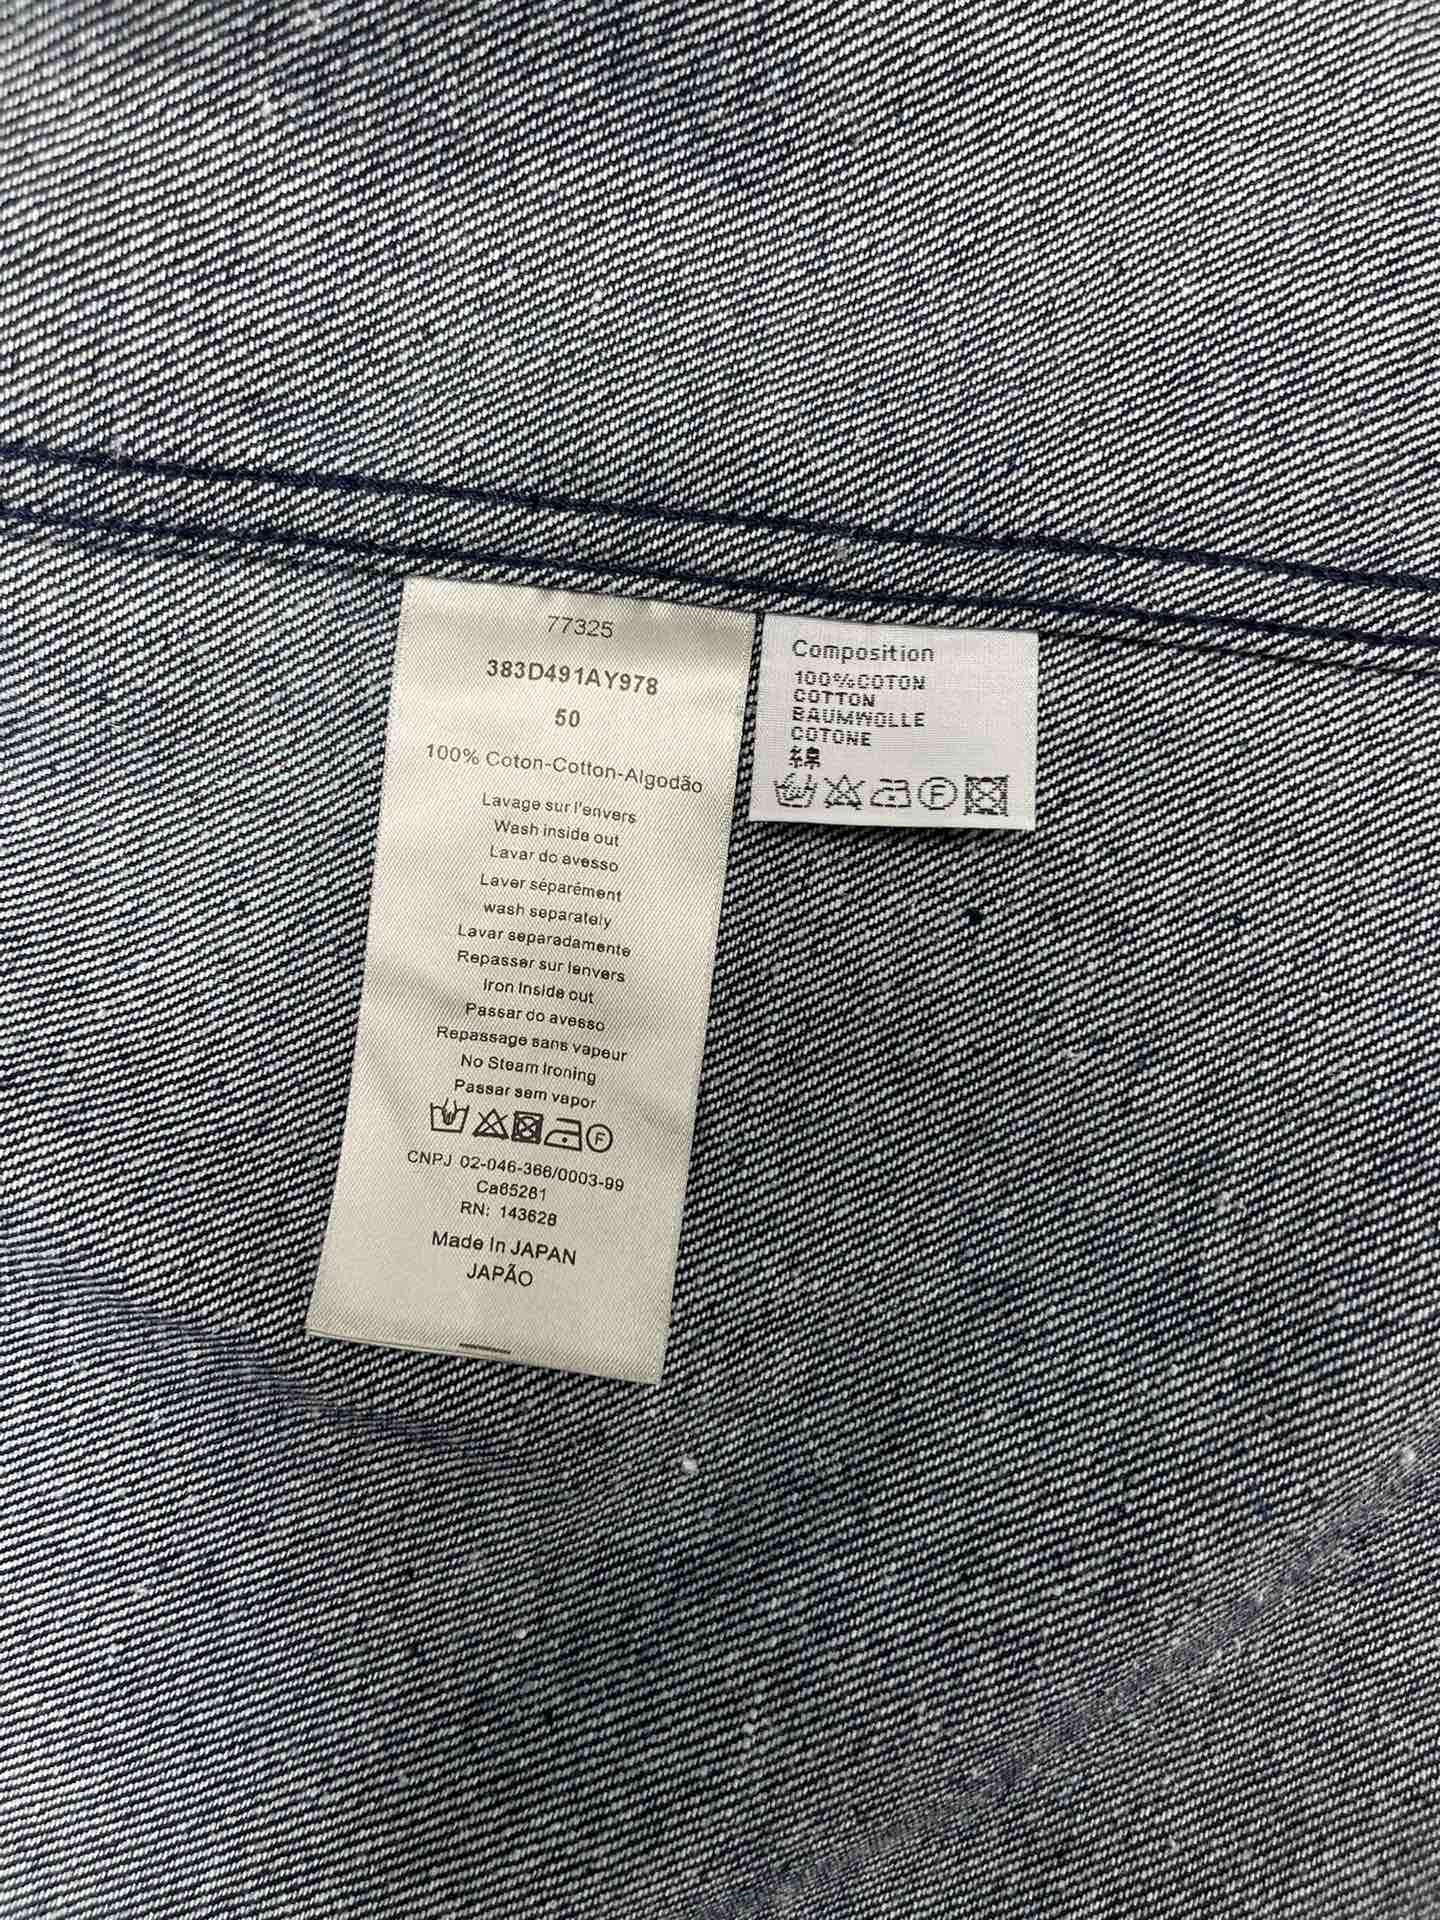 77325
383D491AY978
50
100% Coton-Cotton-Algodão
Lavage sur l'envers
Wash inside out
Lavar do avesso
Laver séparément
wash separately
Lavar separadamente
Repasser sur lenvers
Iron Inside out
Passar do avesso
Repassage sans vapeur
No Steam Ironing
Passar sem vapor
F
CNPJ 02-046-366/0003-99
Ca65281
RN: 143628
Made In JAPAN
JAPÃO
Composition
100%COTON
COTTON
BAUMWOLLE
COTONE
綿
F